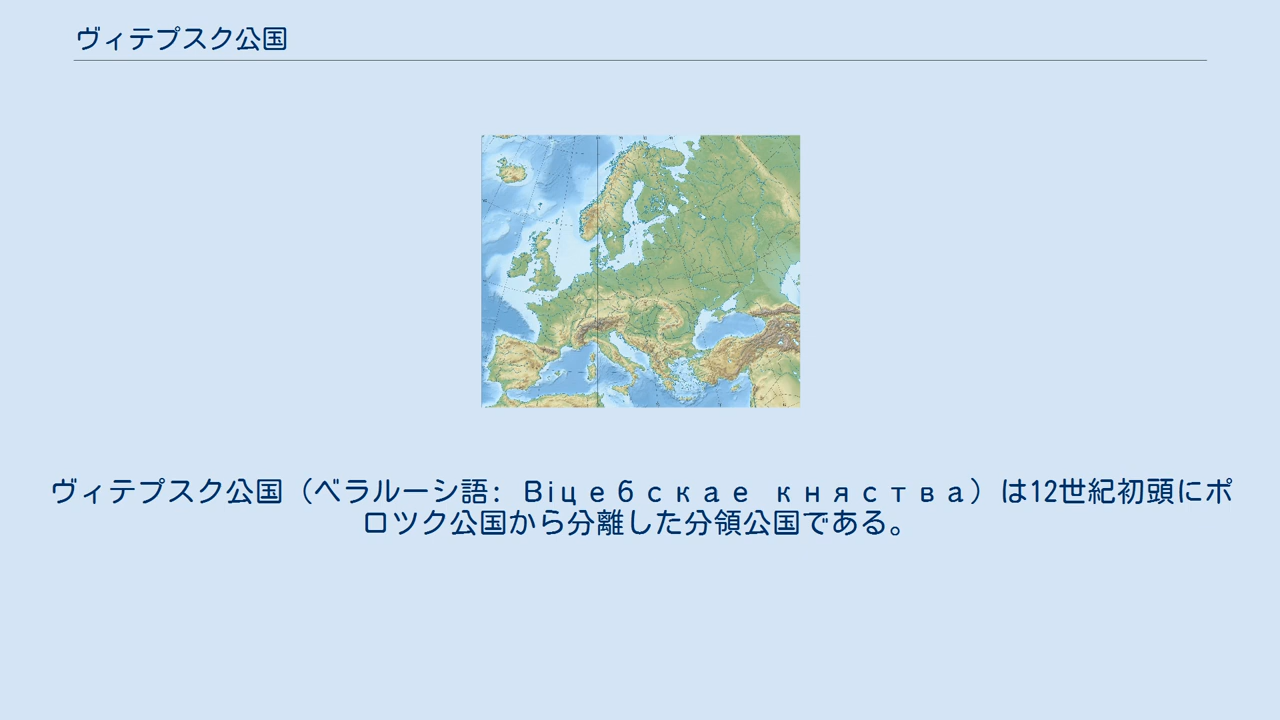 ヴィテプスク公国
ヴィテプスク公国（ベラルーシ語: Віцебскае княства）は12世紀初頭にポ
ロツク公国から分離した分領公国である。